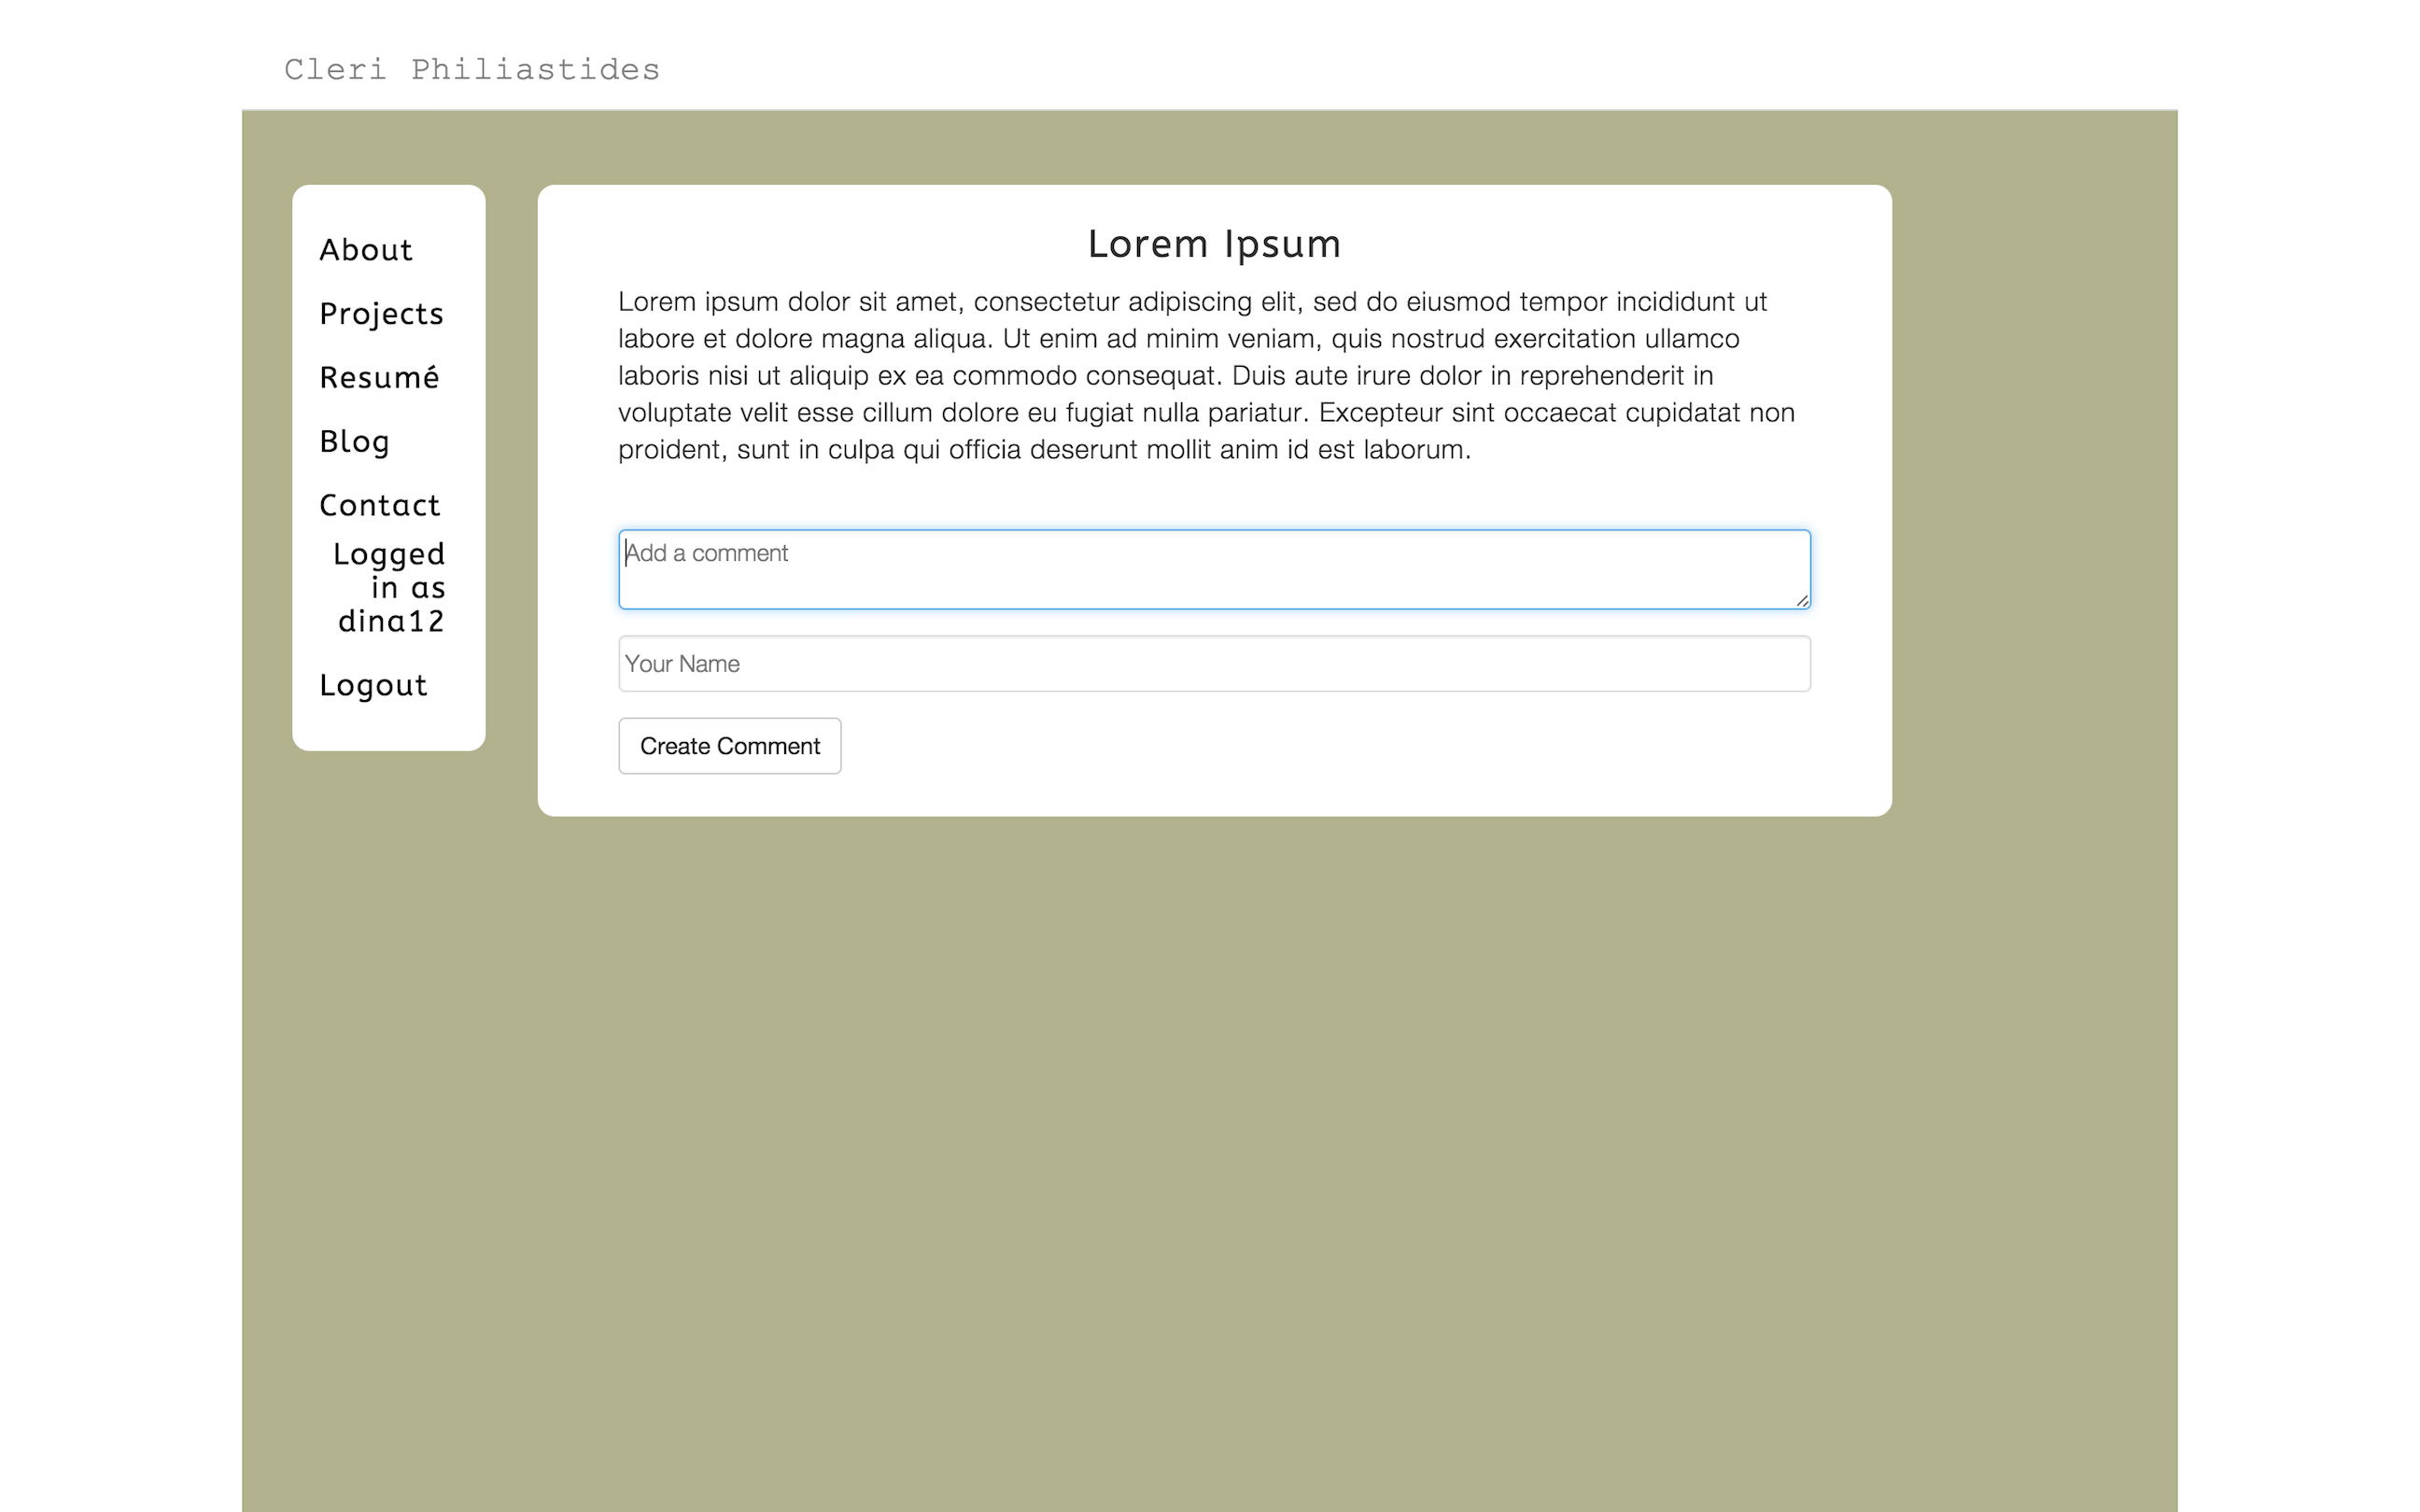 Cleri Philiastides
About
Projects
Resumé
Blog
Contact
Logged
in as
dina12
Logout
Lorem Ipsum
Lorem ipsum dolor sit amet, consectetur adipiscing elit, sed do eiusmod tempor incididunt ut
labore et dolore magna aliqua. Ut enim ad minim veniam, quis nostrud exercitation ullamco
laboris nisi ut aliquip ex ea commodo consequat. Duis aute irure dolor in reprehenderit in
voluptate velit esse cillum dolore eu fugiat nulla pariatur. Excepteur sint occaecat cupidatat non
proident, sunt in culpa qui officia deserunt mollit anim id est laborum.
Add a comment
Your Name
Create Comment